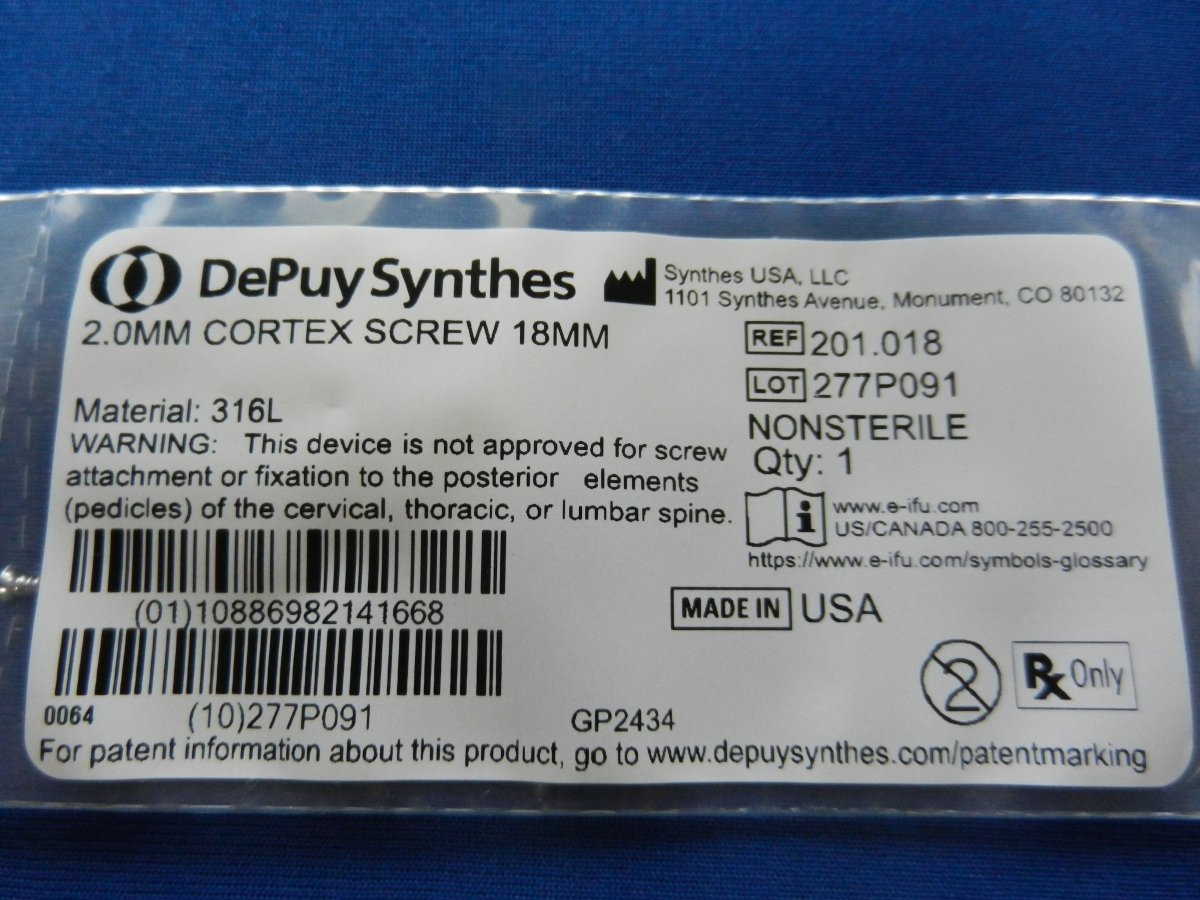 DePuy Synthes
Synthes USA, LLC
1101 Synthes Avenue, Monument, CO 80132
2.0MM CORTEX SCREW 18MM
REF 201.018
LOT 277P091
NONSTERILE
Qty: 1
Material: 316L
WARNING: This device is not approved for screw
attachment or fixation to the posterior elements
(pedicles) of the cervical, thoracic, or lumbar spine.
www.e-ifu.com
US/CANADA 800-255-2500
https://www.e-ifu.com/symbols-glossary
(01)10886982141668
MADE IN USA
2
Rx Only
0064
(10)277P091
GP2434
For patent information about this product, go to www.depuysynthes.com/patentmarking